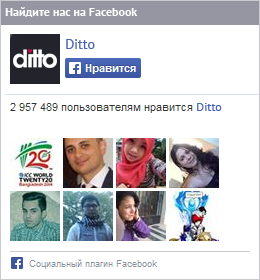 Найдите нас на Facebook
ditto
Ditto
Нравится
2 957 489 пользователям нравится Ditto
ICC WORLD
TWENTY20
Bangladesh 2014
Социальный плагин Facebook